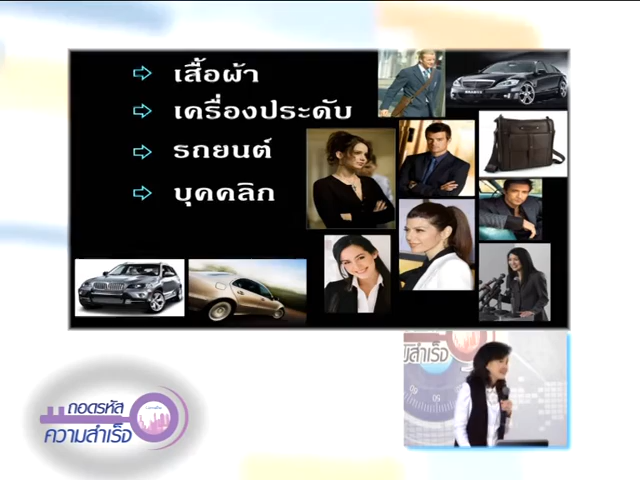 เสื้อผ้า
เครื่องประดับ
รถยนต์
บุคคลิก
ถอดรหัส
ความสำเร็จ
ามสำเร็จ